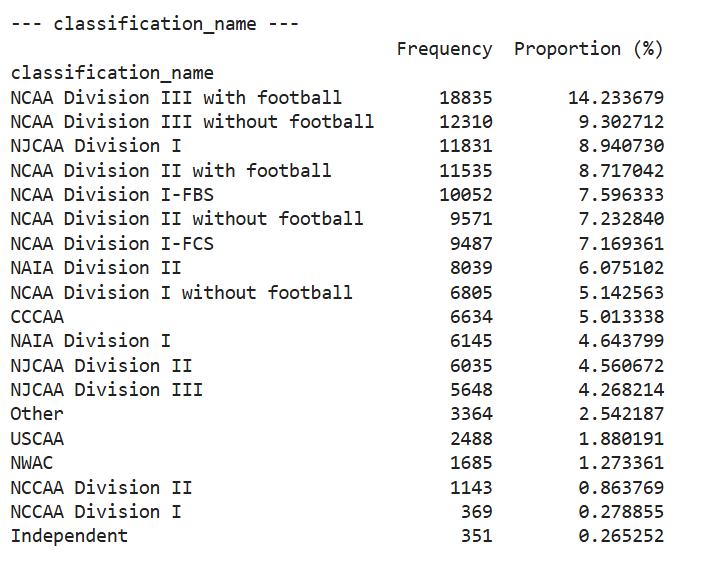 --- classification_name ---
Frequency Proportion (%)
classification_name
NCAA Division III with football 18835 14.233679
NCAA Division III without football 12310 9.302712
NJCAA Division I 11831 8.940730
NCAA Division II with football 11535 8.717042
NCAA Division I-FBS 10052 7.596333
NCAA Division II without football 9571 7.232840
NCAA Division I-FCS 9487 7.169361
NAIA Division II 8039 6.075102
NCAA Division I without football 6805 5.142563
CCCAA 6634 5.013338
NAIA Division I 6145 4.643799
NJCAA Division II 6035 4.560672
NJCAA Division III 5648 4.268214
Other 3364 2.542187
USCAA 2488 1.880191
NWAC 1685 1.273361
NCCAA Division II 1143 0.863769
NCCAA Division I 369 0.278855
Independent 351 0.265252